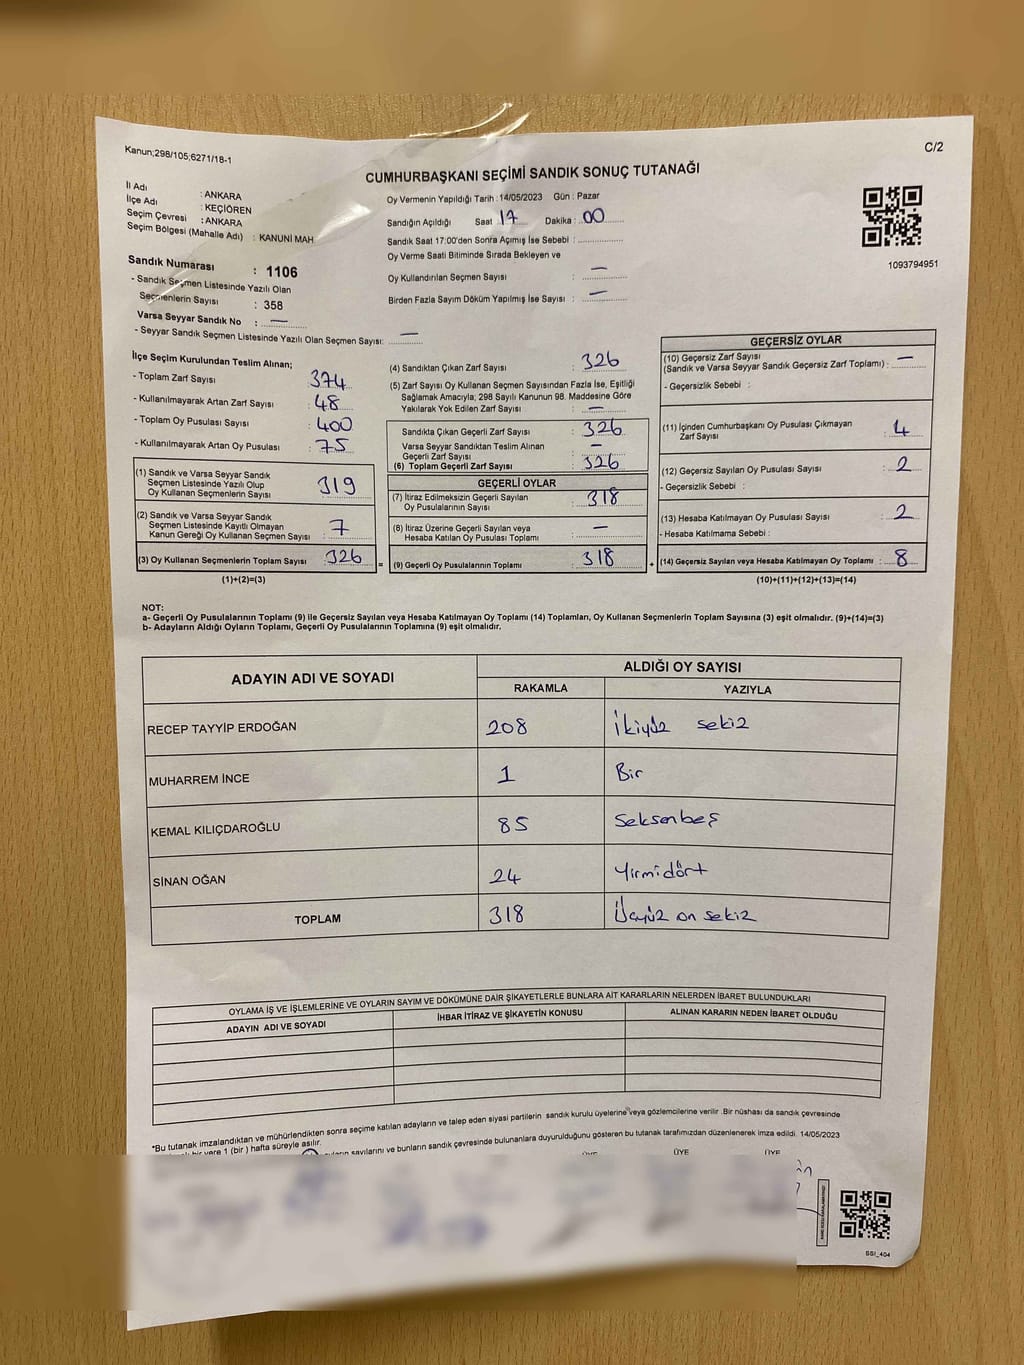 Kanun;298/105;6271/18-1
C/2
CUMHURBAŞKANI SEÇİMİ SANDIK SONUÇ TUTANAĞI
İl Adı : ANKARA
İlçe Adı : KEÇİÖREN
Seçim Çevresi : ANKARA
Seçim Bölgesi (Mahalle Adı) : KANUNİ MAH
Sandık Numarası : 1106
- Sandık Seçmen Listesinde Yazılı Olan
Seçmenlerin Sayısı : 358
Varsa Seyyar Sandık No : —
- Seyyar Sandık Seçmen Listesinde Yazılı Olan Seçmen Sayısı: —
Oy Vermenin Yapıldığı Tarih :14/05/2023 Gün : Pazar
Sandığın Açıldığı Saat 17 Dakika : 00
Sandık Saat 17:00'den Sonra Açımış İse Sebebi :
Oy Verme Saati Bitiminde Sırada Bekleyen ve
Oy Kullandırılan Seçmen Sayısı : —
Birden Fazla Sayım Döküm Yapılmış İse Sayısı : —
1093794951
İlçe Seçim Kurulundan Teslim Alınan;
- Toplam Zarf Sayısı : 374
- Kullanılmayarak Artan Zarf Sayısı : 48
- Toplam Oy Pusulası Sayısı : 400
- Kullanılmayarak Artan Oy Pusulası : 75
(1) Sandık ve Varsa Seyyar Sandık
Seçmen Listesinde Yazılı Olup
Oy Kullanan Seçmenlerin Sayısı : 319
(2) Sandık ve Varsa Seyyar Sandık
Seçmen Listesinde Kayıtlı Olmayan
Kanun Gereği Oy Kullanan Seçmen Sayısı : 7
(3) Oy Kullanan Seçmenlerin Toplam Sayısı : 326
(1)+(2)=(3)
(4) Sandıktan Çıkan Zarf Sayısı : 326
(5) Zarf Sayısı Oy Kullanan Seçmen Sayısından Fazla İse, Eşitliği
Sağlamak Amacıyla; 298 Sayılı Kanunun 98. Maddesine Göre
Yakılarak Yok Edilen Zarf Sayısı : —
Sandıkta Çıkan Geçerli Zarf Sayısı : 326
Varsa Seyyar Sandıktan Teslim Alınan
Geçerli Zarf Sayısı : —
(6) Toplam Geçerli Zarf Sayısı : 326
GEÇERLİ OYLAR
(7) İtiraz Edilmeksizin Geçerli Sayılan
Oy Pusulalarının Sayısı : 318
(8) İtiraz Üzerine Geçerli Sayılan veya
Hesaba Katılan Oy Pusulası Toplamı : —
= (9) Geçerli Oy Pusulalarının Toplamı : 318
GEÇERSİZ OYLAR
(10) Geçersiz Zarf Sayısı
(Sandık ve Varsa Seyyar Sandık Geçersiz Zarf Toplamı) : —
- Geçersizlik Sebebi :
(11) İçinden Cumhurbaşkanı Oy Pusulası Çıkmayan
Zarf Sayısı : 4
(12) Geçersiz Sayılan Oy Pusulası Sayısı : 2
- Geçersizlik Sebebi :
(13) Hesaba Katılmayan Oy Pusulası Sayısı : 2
- Hesaba Katılmama Sebebi :
+ (14) Geçersiz Sayılan veya Hesaba Katılmayan Oy Toplamı : 8
(10)+(11)+(12)+(13)=(14)
NOT:
a- Geçerli Oy Pusulalarının Toplamı (9) ile Geçersiz Sayılan veya Hesaba Katılmayan Oy Toplamı (14) Toplamları, Oy Kullanan Seçmenlerin Toplam Sayısına (3) eşit olmalıdır. (9)+(14)=(3)
b- Adayların Aldığı Oyların Toplamı, Geçerli Oy Pusulalarının Toplamına (9) eşit olmalıdır.
ADAYIN ADI VE SOYADI
ALDIĞI OY SAYISI
RAKAMLA YAZIYLA
RECEP TAYYİP ERDOĞAN 208 İkiyüz sekiz
MUHARREM İNCE 1 Bir
KEMAL KILIÇDAROĞLU 85 Seksenbeş
SİNAN OĞAN 24 Yirmidört
TOPLAM 318 Üçyüz on sekiz
OYLAMA İŞ VE İŞLEMLERİNE VE OYLARIN SAYIM VE DÖKÜMÜNE DAİR ŞİKAYETLERLE BUNLARA AİT KARARLARIN NELERDEN İBARET BULUNDUKLARI
ADAYIN ADI VE SOYADI
İHBAR İTİRAZ VE ŞİKAYETİN KONUSU
ALINAN KARARIN NEDEN İBARET OLDUĞU
*Bu tutanak imzalandıktan ve mühürlendikten sonra seçime katılan adayların ve talep eden siyasi partilerin sandık kurulu üyelerine veya gözlemcilerine verilir .Bir nüshası da sandık çevresinde
bir yere 1 (bir ) hafta süreyle asılır.
sayılarını ve bunların sandık çevresinde bulunanlara duyurulduğunu gösteren bu tutanak tarafımızdan düzenlenerek imza edildi. 14/05/2023
ÜYE ÜYE ÜYE
SSI_404